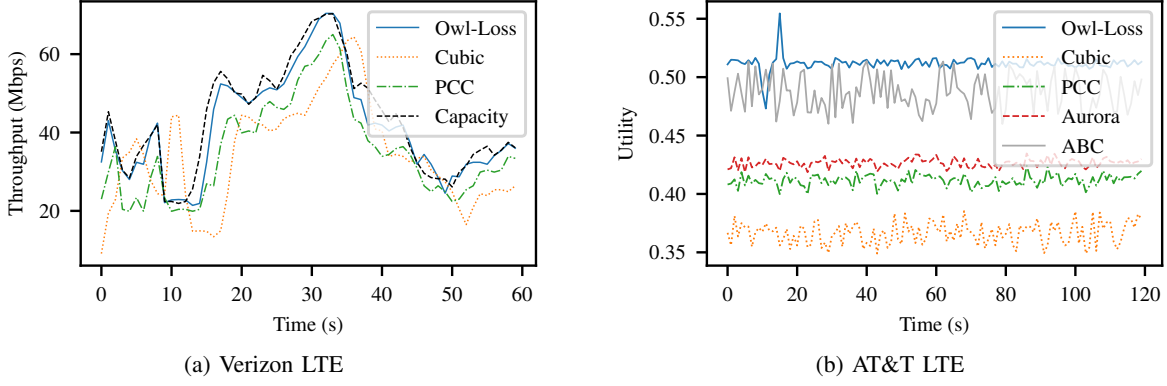 Throughput (Mbps)
60
40
20
0
10
20
30
40
50
60
Time (s)
Owl-Loss
Cubic
PCC
Capacity
(a) Verizon LTE
Utility
0.55
0.50
0.45
0.40
0.35
0
20
40
60
80
100
120
Time (s)
Owl-Loss
Cubic
PCC
Aurora
ABC
(b) AT&T LTE